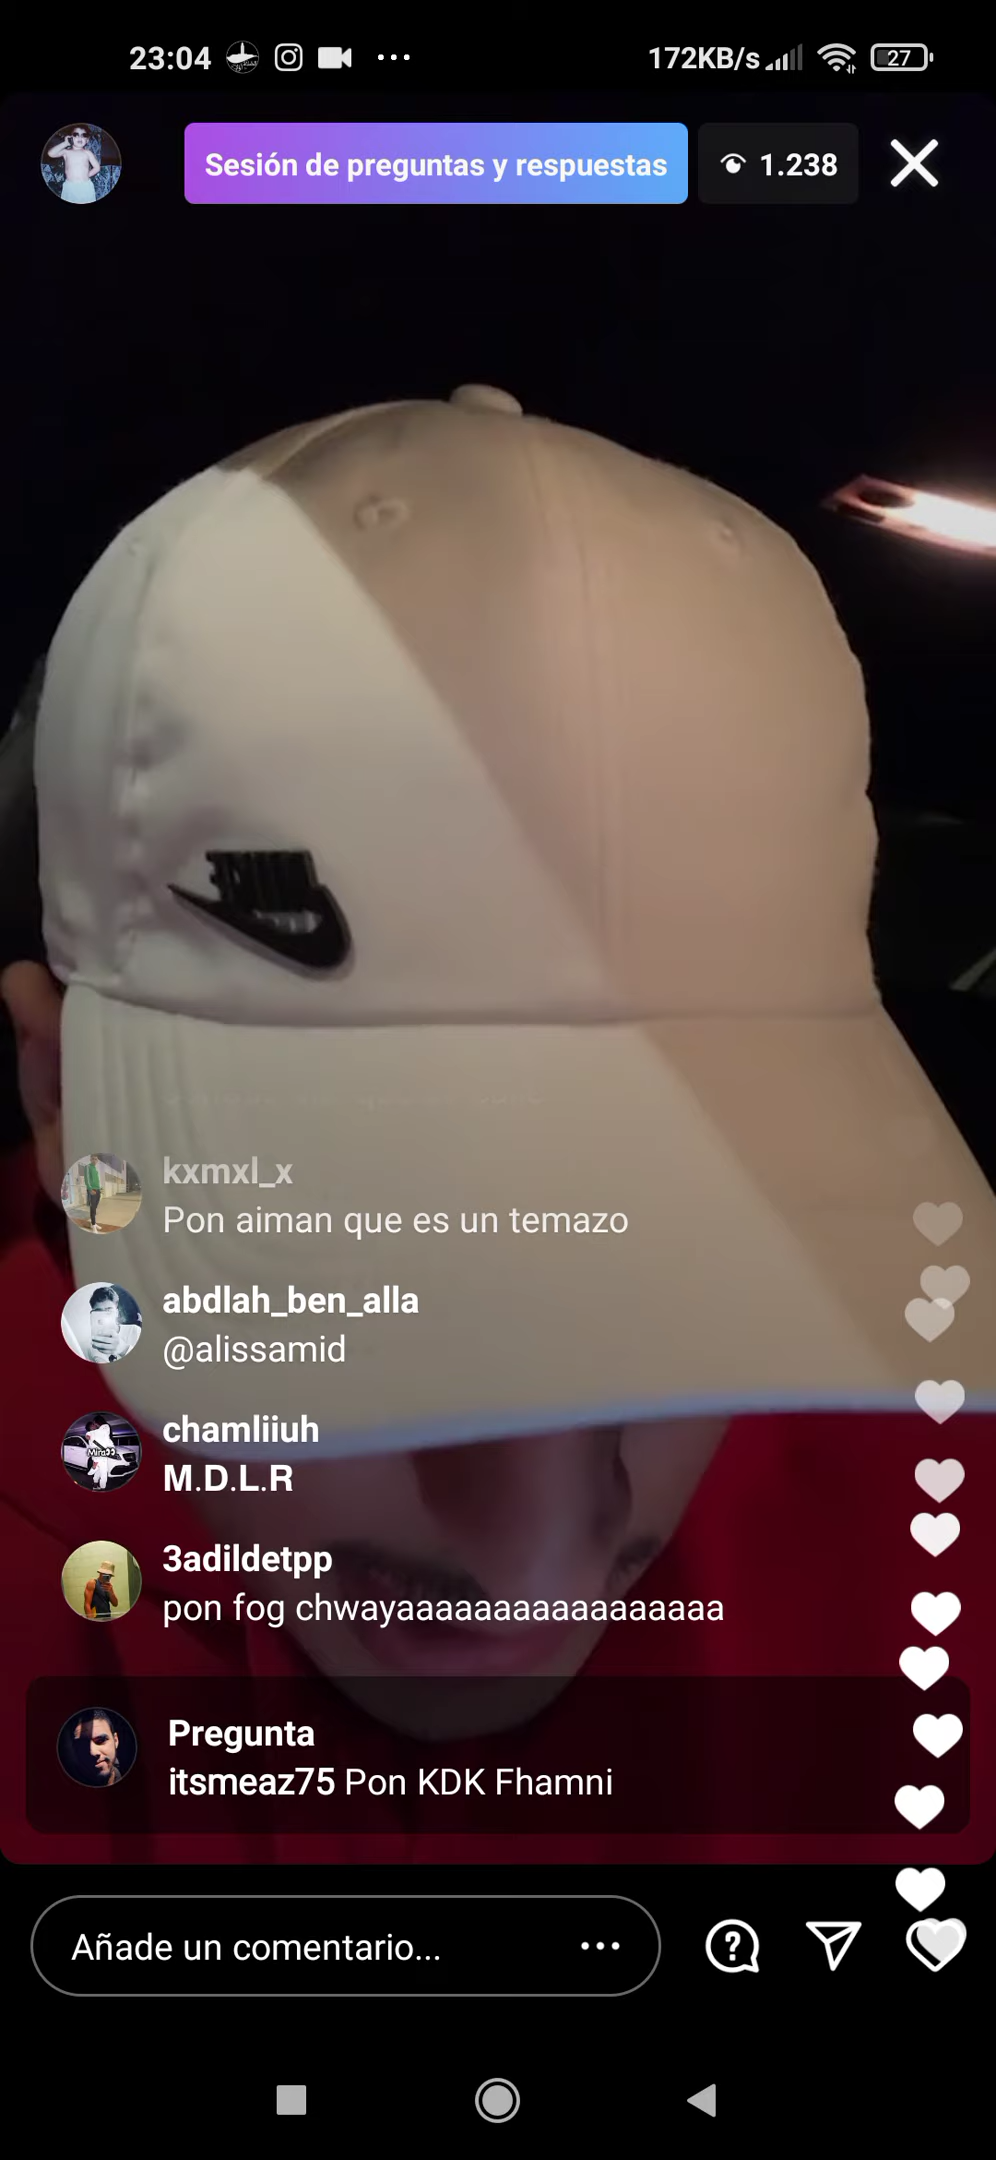 23:04
172KB/s
27
Sesión de preguntas y respuestas
1.238
kxmxl_x
Pon aiman que es un temazo
abdlah_ben_alla
@alissamid
chamliiuh
M.D.L.R
3adildetpp
pon fog chwayaaaaaaaaaaaaaaaaa
Pregunta
itsmeaz75 Pon KDK Fhamni
Añade un comentario...